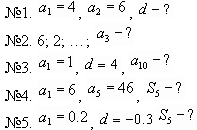 №1. a₁ = 4 , a₂ = 6 , d – ?
№2. 6; 2; …; a₃ – ?
№3. a₁ = 1 , d = 4 , a₁₀ – ?
№4. a₁ = 6 , a₅ = 46 , S₅ – ?
№5. a₁ = 0.2 , d = –0.3 S₅ – ?